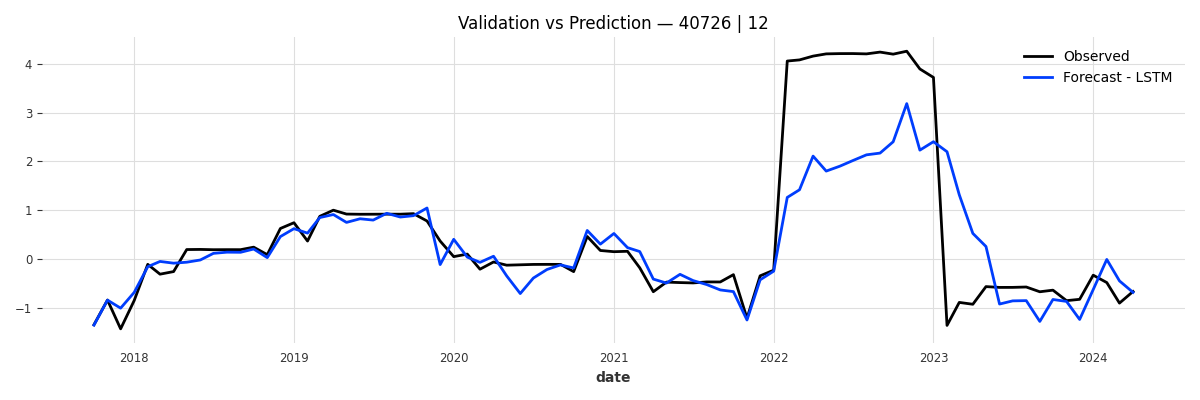 Validation vs Prediction — 40726 | 12
Observed
Forecast - LSTM
4
3
2
1
0
−1
2018 2019 2020 2021 2022 2023 2024
date